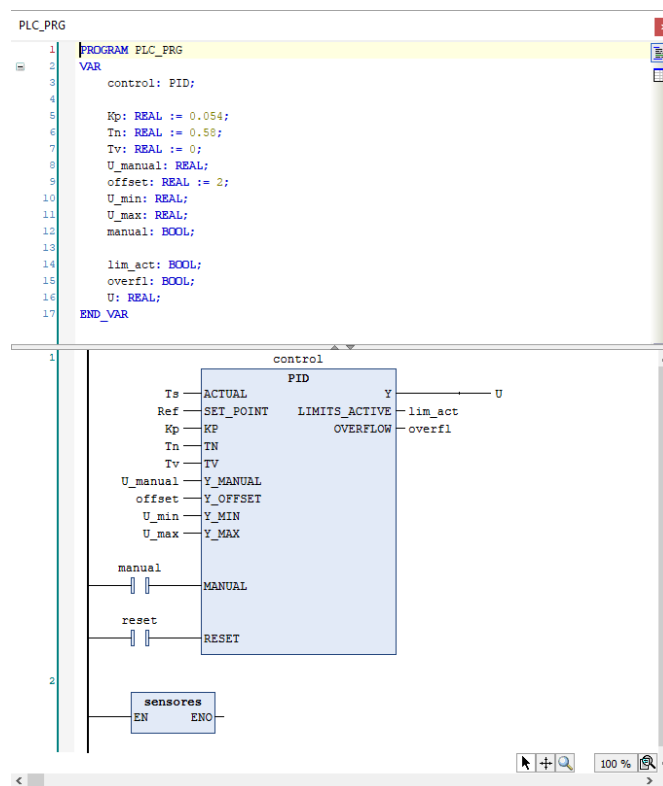 PLC_PRG
1 PROGRAM PLC_PRG
2 VAR
3 control: PID;
4
5 Kp: REAL := 0.054;
6 Tn: REAL := 0.58;
7 Tv: REAL := 0;
8 U_manual: REAL;
9 offset: REAL := 2;
10 U_min: REAL;
11 U_max: REAL;
12 manual: BOOL;
13
14 lim_act: BOOL;
15 overfl: BOOL;
16 U: REAL;
17 END_VAR
1 control
PID
Ts ACTUAL Y U
Ref SET_POINT LIMITS_ACTIVE lim_act
Kp KP OVERFLOW overfl
Tn TN
Tv TV
U_manual Y_MANUAL
offset Y_OFFSET
U_min Y_MIN
U_max Y_MAX
manual
MANUAL
reset
RESET
2
sensores
EN ENO
100 %